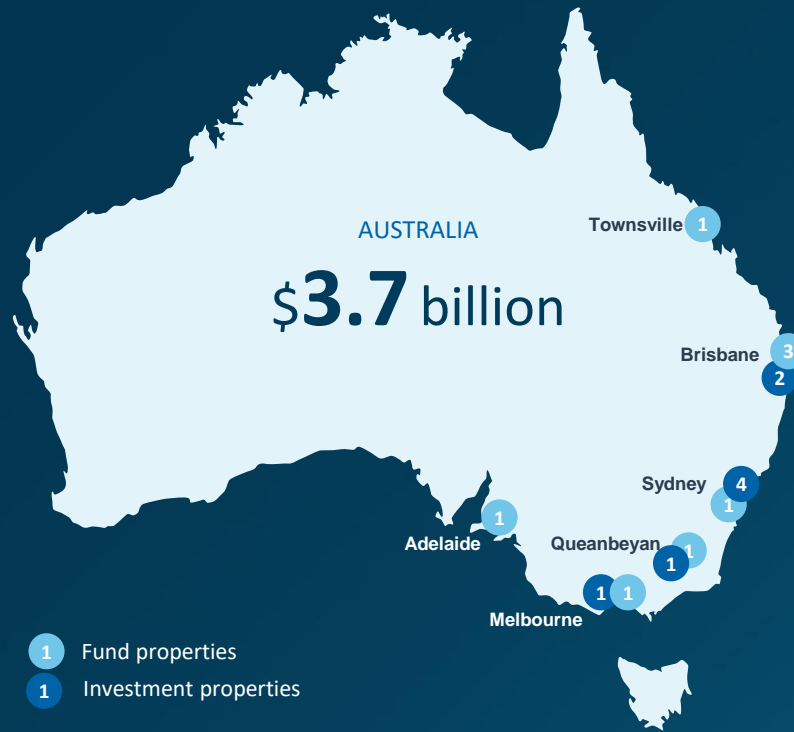 Townsville 1
AUSTRALIA
$3.7 billion
Brisbane 3
2
Sydney 4
1
Adelaide 1
Queanbeyan 1
1
Melbourne 1 1
1 Fund properties
1 Investment properties